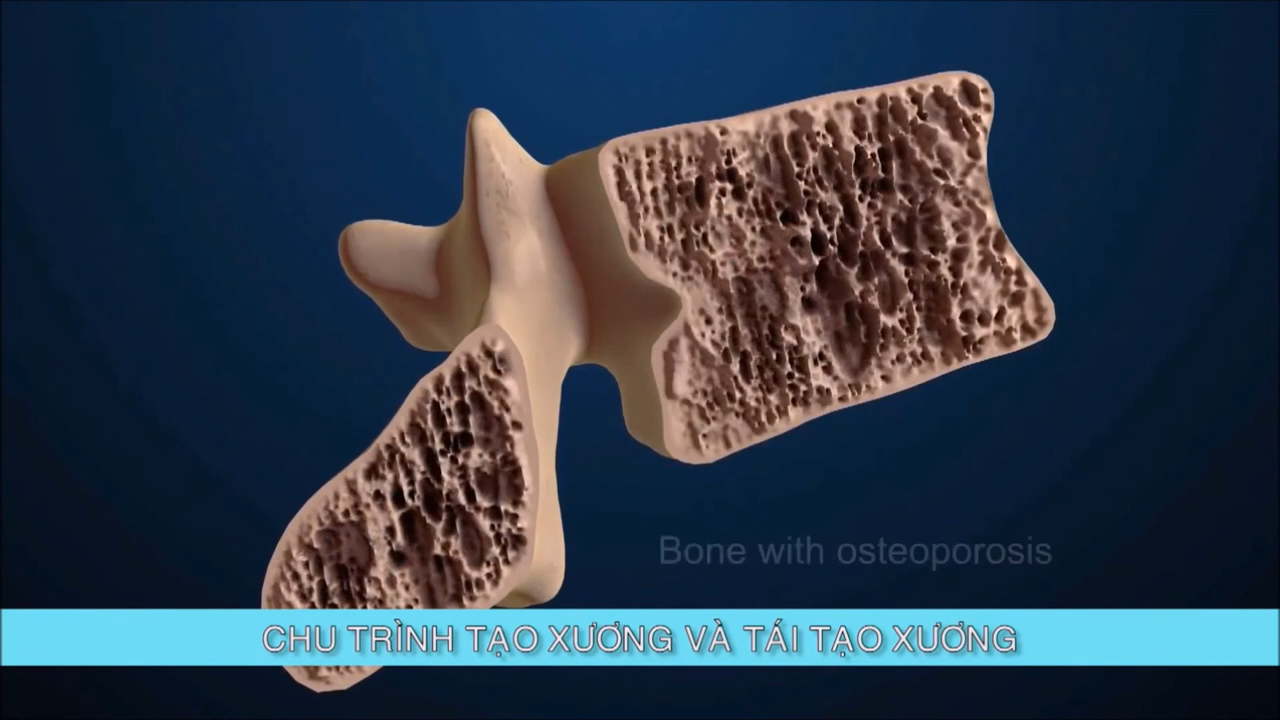 Bone with osteoporosis
CHU TRÌNH TẠO XƯƠNG VÀ TÁI TẠO XƯƠNG